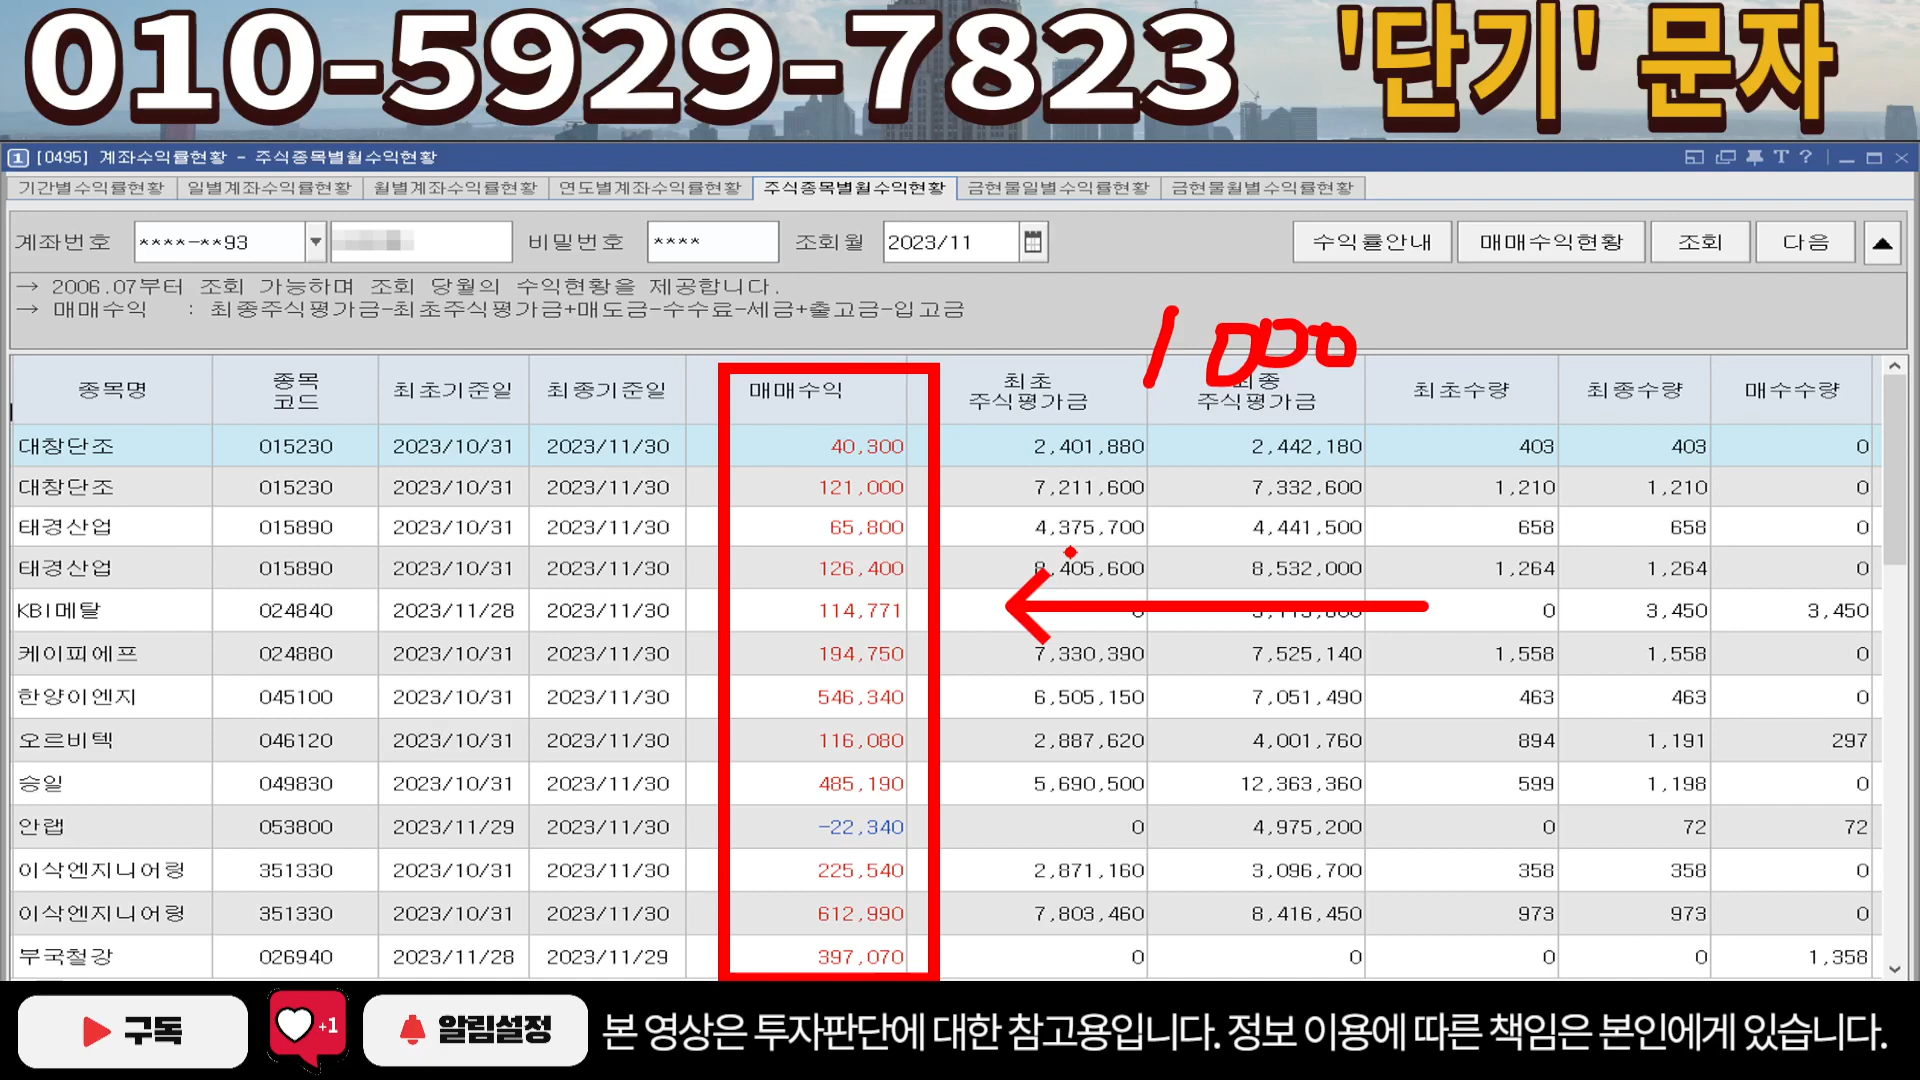 010-5929-7823 '단기' 문자
1 [0495] 계좌수익률현황 - 주식종목별월수익현황
기간별수익률현황 일별계좌수익률현황 월별계좌수익률현황 연도별계좌수익률현황 주식종목별월수익현황 금현물일별수익률현황 금현물월별수익률현황
계좌번호 ****-**93 비밀번호 **** 조회월 2023/11 수익률안내 매매수익현황 조회 다음
→ 2006.07부터 조회 가능하며 조회 당월의 수익현황을 제공합니다.
→ 매매수익 : 최종주식평가금-최초주식평가금+매도금-수수료-세금+출고금-입고금
1000
종목명 종목코드 최초기준일 최종기준일 매매수익 최초주식평가금 최종주식평가금 최초수량 최종수량 매수수량
대창단조 015230 2023/10/31 2023/11/30 40,300 2,401,880 2,442,180 403 403 0
대창단조 015230 2023/10/31 2023/11/30 121,000 7,211,600 7,332,600 1,210 1,210 0
태경산업 015890 2023/10/31 2023/11/30 65,800 4,375,700 4,441,500 658 658 0
태경산업 015890 2023/10/31 2023/11/30 126,400 8,405,600 8,532,000 1,264 1,264 0
KBI메탈 024840 2023/11/28 2023/11/30 114,771 0 0 3,450 3,450
케이피에프 024880 2023/10/31 2023/11/30 194,750 7,330,390 7,525,140 1,558 1,558 0
한양이엔지 045100 2023/10/31 2023/11/30 546,340 6,505,150 7,051,490 463 463 0
오르비텍 046120 2023/10/31 2023/11/30 116,080 2,887,620 4,001,760 894 1,191 297
승일 049830 2023/10/31 2023/11/30 485,190 5,690,500 12,363,360 599 1,198 0
안랩 053800 2023/11/29 2023/11/30 -22,340 0 4,975,200 0 72 72
이삭엔지니어링 351330 2023/10/31 2023/11/30 225,540 2,871,160 3,096,700 358 358 0
이삭엔지니어링 351330 2023/10/31 2023/11/30 612,990 7,803,460 8,416,450 973 973 0
부국철강 026940 2023/11/28 2023/11/29 397,070 0 0 0 0 1,358
구독 +1 알림설정 본 영상은 투자판단에 대한 참고용입니다. 정보 이용에 따른 책임은 본인에게 있습니다.